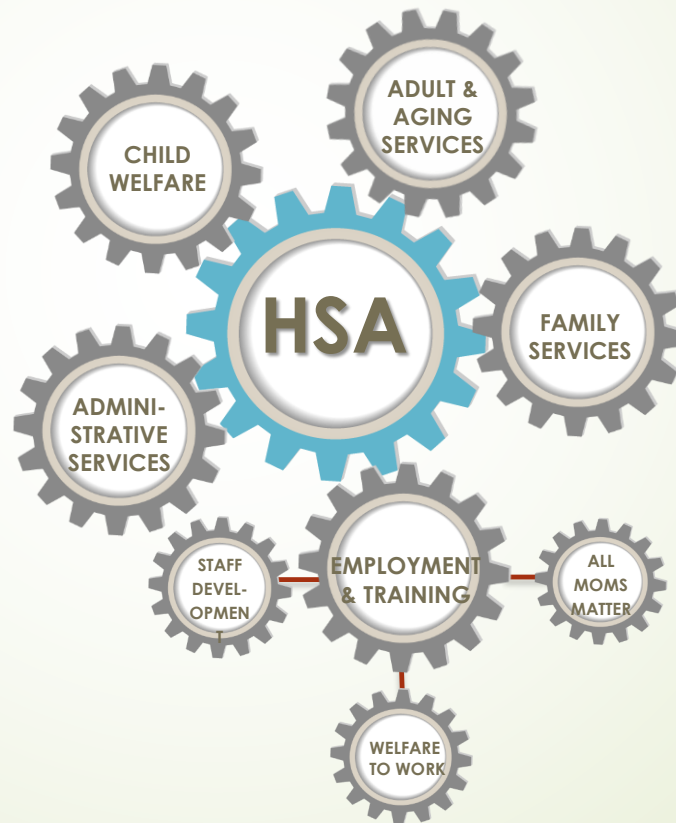 ADULT &
AGING
SERVICES
CHILD
WELFARE
HSA
FAMILY
SERVICES
ADMINI-
STRATIVE
SERVICES
STAFF
DEVEL-
OPMEN
T
EMPLOYMENT
& TRAINING
ALL
MOMS
MATTER
WELFARE
TO WORK